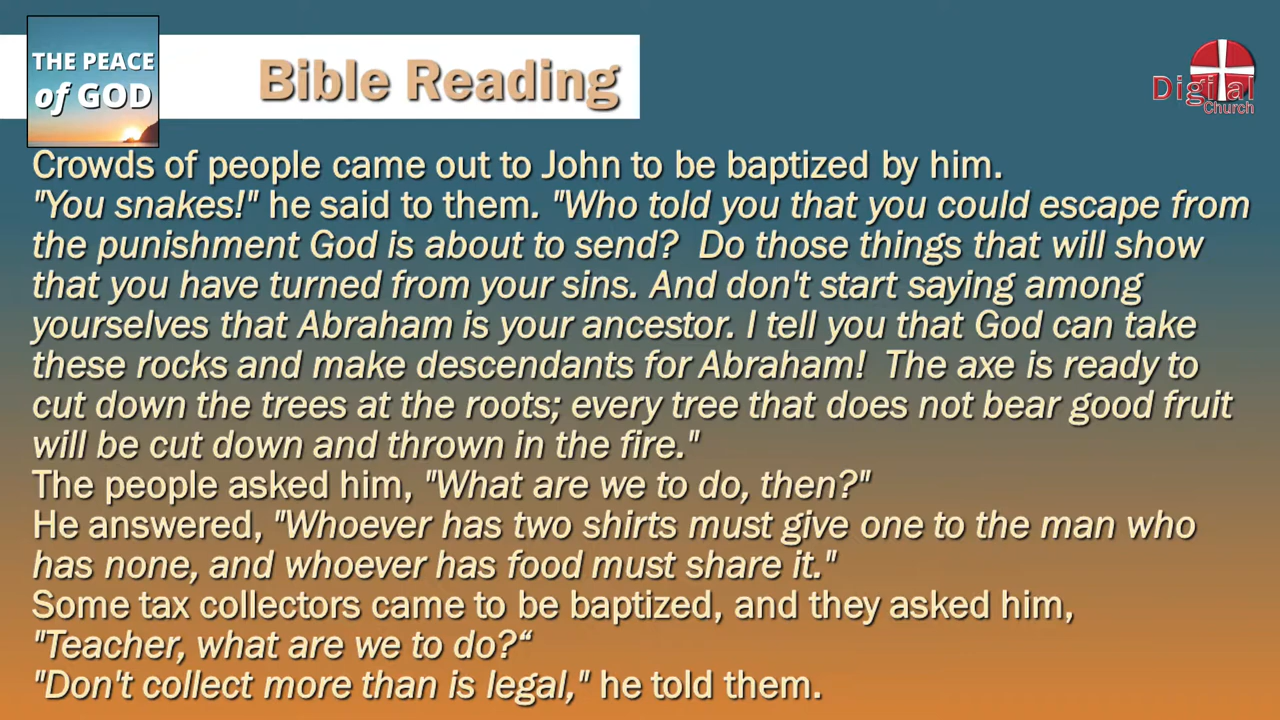 THE PEACE
of GOD
Bible Reading
Digital
Church
Crowds of people came out to John to be baptized by him.
"You snakes!" he said to them. "Who told you that you could escape from
the punishment God is about to send?  Do those things that will show
that you have turned from your sins. And don't start saying among
yourselves that Abraham is your ancestor. I tell you that God can take
these rocks and make descendants for Abraham!  The axe is ready to
cut down the trees at the roots; every tree that does not bear good fruit
will be cut down and thrown in the fire."
The people asked him, "What are we to do, then?"
He answered, "Whoever has two shirts must give one to the man who
has none, and whoever has food must share it."
Some tax collectors came to be baptized, and they asked him,
"Teacher, what are we to do?“
"Don't collect more than is legal," he told them.